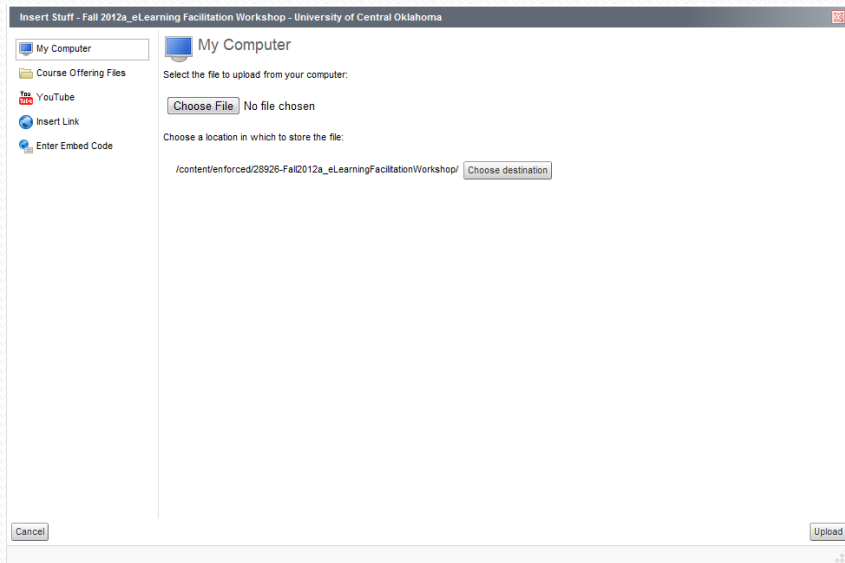 Insert Stuff - Fall 2012a_eLearning Facilitation Workshop - University of Central Oklahoma
My Computer
Course Offering Files
You Tube YouTube
Insert Link
Enter Embed Code
My Computer
Select the file to upload from your computer:
Choose File No file chosen
Choose a location in which to store the file:
/content/enforced/28926-Fall2012a_eLearningFacilitationWorkshop/ Choose destination
Cancel
Upload